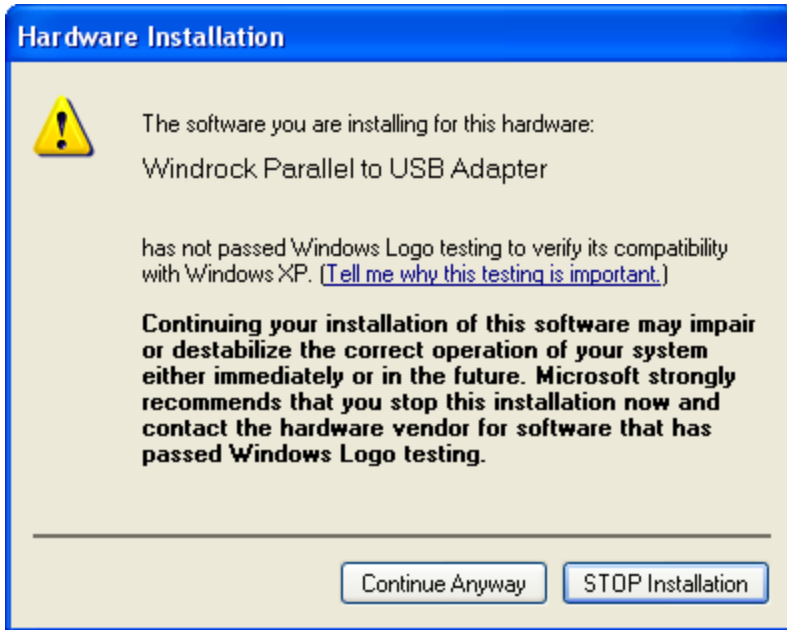 Hardware Installation
The software you are installing for this hardware:
Windrock Parallel to USB Adapter
has not passed Windows Logo testing to verify its compatibility
with Windows XP. (Tell me why this testing is important.)
Continuing your installation of this software may impair
or destabilize the correct operation of your system
either immediately or in the future. Microsoft strongly
recommends that you stop this installation now and
contact the hardware vendor for software that has
passed Windows Logo testing.
Continue Anyway
STOP Installation